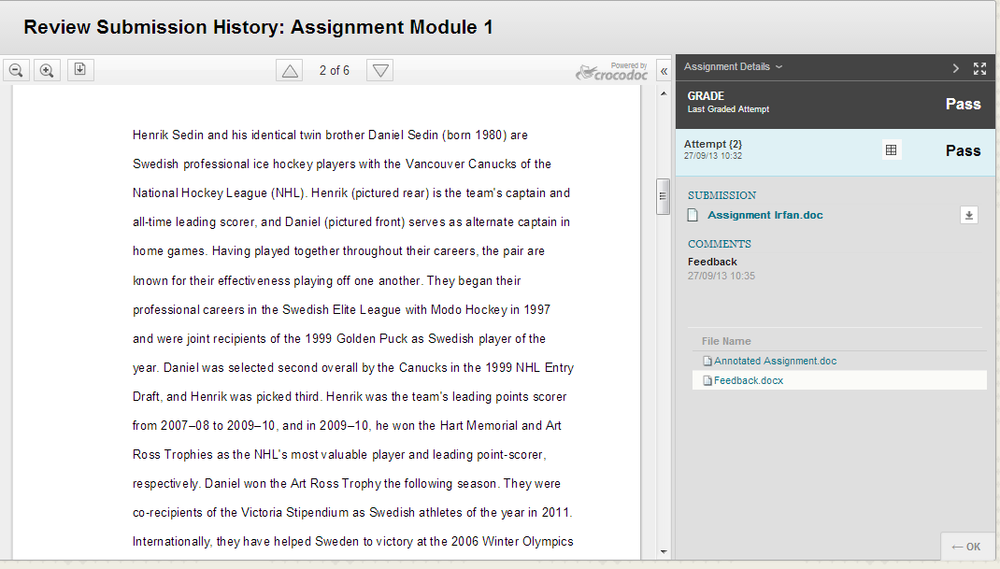 Review Submission History: Assignment Module 1
2 of 6
Powered by
crocodoc
«
Henrik Sedin and his identical twin brother Daniel Sedin (born 1980) are
Swedish professional ice hockey players with the Vancouver Canucks of the
National Hockey League (NHL). Henrik (pictured rear) is the team's captain and
all-time leading scorer, and Daniel (pictured front) serves as alternate captain in
home games. Having played together throughout their careers, the pair are
known for their effectiveness playing off one another. They began their
professional careers in the Swedish Elite League with Modo Hockey in 1997
and were joint recipients of the 1999 Golden Puck as Swedish player of the
year. Daniel was selected second overall by the Canucks in the 1999 NHL Entry
Draft, and Henrik was picked third. Henrik was the team's leading points scorer
from 2007–08 to 2009–10, and in 2009–10, he won the Hart Memorial and Art
Ross Trophies as the NHL's most valuable player and leading point-scorer,
respectively. Daniel won the Art Ross Trophy the following season. They were
co-recipients of the Victoria Stipendium as Swedish athletes of the year in 2011.
Internationally, they have helped Sweden to victory at the 2006 Winter Olympics
Assignment Details
GRADE
Last Graded Attempt
Pass
Attempt {2}
27/09/13 10:32
Pass
SUBMISSION
Assignment Irfan.doc
COMMENTS
Feedback
27/09/13 10:35
File Name
Annotated Assignment.doc
Feedback.docx
← OK